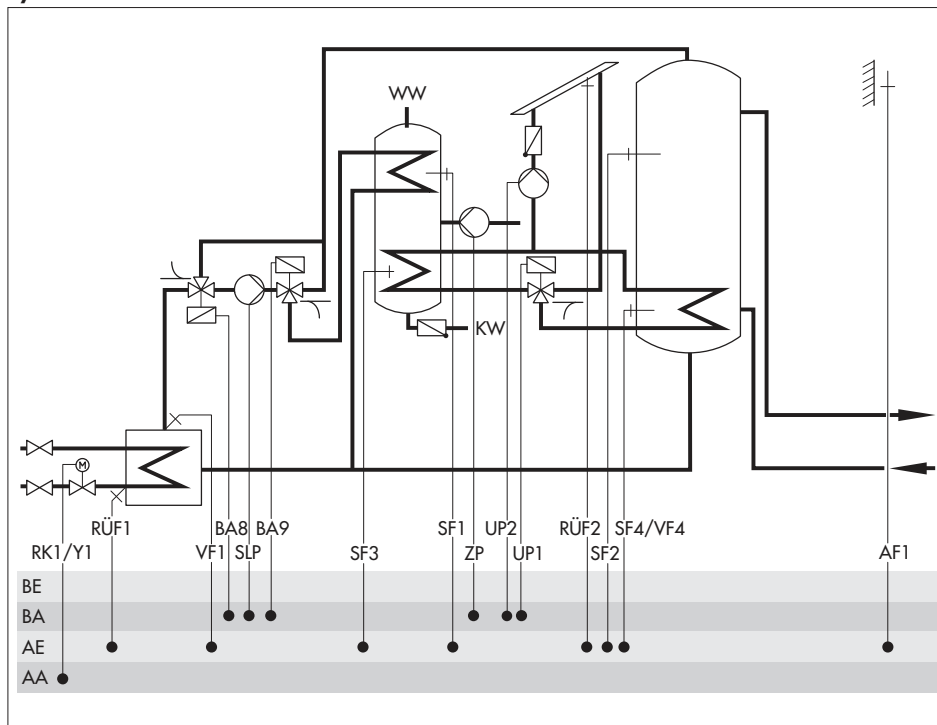 WW
KW
M
RÜF1
BA8
BA9
SF1
UP2
RÜF2
SF4/VF4
RK1/Y1
VF1
SLP
SF3
ZP
UP1
SF2
AF1
BE
BA
AE
AA